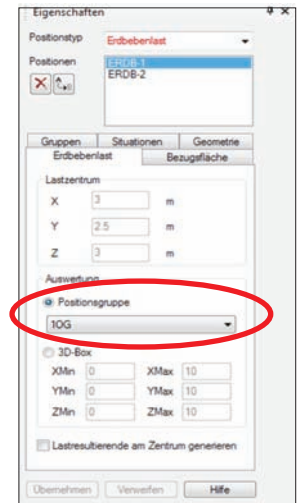 Eigenschaften
Positionstyp Erdbebenlast
Positionen ERDB-1
ERDB-2
Gruppen Situationen Geometrie
Erdbebenlast Bezugsfläche
Lastzentrum
X 3 m
Y 2.5 m
Z 3 m
Auswertung
Positionsgruppe
1OG
3D-Box
XMin 0 XMax 10
YMin 0 YMax 10
ZMin 0 ZMax 10
Lastresultierende am Zentrum generieren
Übernehmen Verwerfen Hilfe